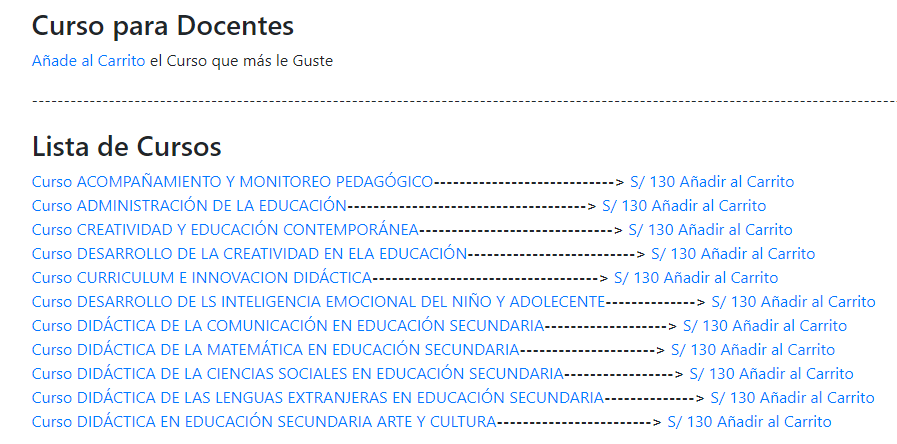 Curso para Docentes
Añade al Carrito el Curso que más le Guste
--------------------------------------------------------------------------------------------------------------
Lista de Cursos
Curso ACOMPAÑAMIENTO Y MONITOREO PEDAGÓGICO----------------------------> S/ 130 Añadir al Carrito
Curso ADMINISTRACIÓN DE LA EDUCACIÓN-------------------------------------> S/ 130 Añadir al Carrito
Curso CREATIVIDAD Y EDUCACIÓN CONTEMPORÁNEA------------------------------> S/ 130 Añadir al Carrito
Curso DESARROLLO DE LA CREATIVIDAD EN ELA EDUCACIÓN--------------------------> S/ 130 Añadir al Carrito
Curso CURRICULUM E INNOVACION DIDÁCTICA-----------------------------------> S/ 130 Añadir al Carrito
Curso DESARROLLO DE LS INTELIGENCIA EMOCIONAL DEL NIÑO Y ADOLECENTE--------------> S/ 130 Añadir al Carrito
Curso DIDÁCTICA DE LA COMUNICACIÓN EN EDUCACIÓN SECUNDARIA-------------------> S/ 130 Añadir al Carrito
Curso DIDÁCTICA DE LA MATEMÁTICA EN EDUCACIÓN SECUNDARIA---------------------> S/ 130 Añadir al Carrito
Curso DIDÁCTICA DE LA CIENCIAS SOCIALES EN EDUCACIÓN SECUNDARIA-----------------> S/ 130 Añadir al Carrito
Curso DIDÁCTICA DE LAS LENGUAS EXTRANJERAS EN EDUCACIÓN SECUNDARIA--------------> S/ 130 Añadir al Carrito
Curso DIDÁCTICA EN EDUCACIÓN SECUNDARIA ARTE Y CULTURA------------------------> S/ 130 Añadir al Carrito